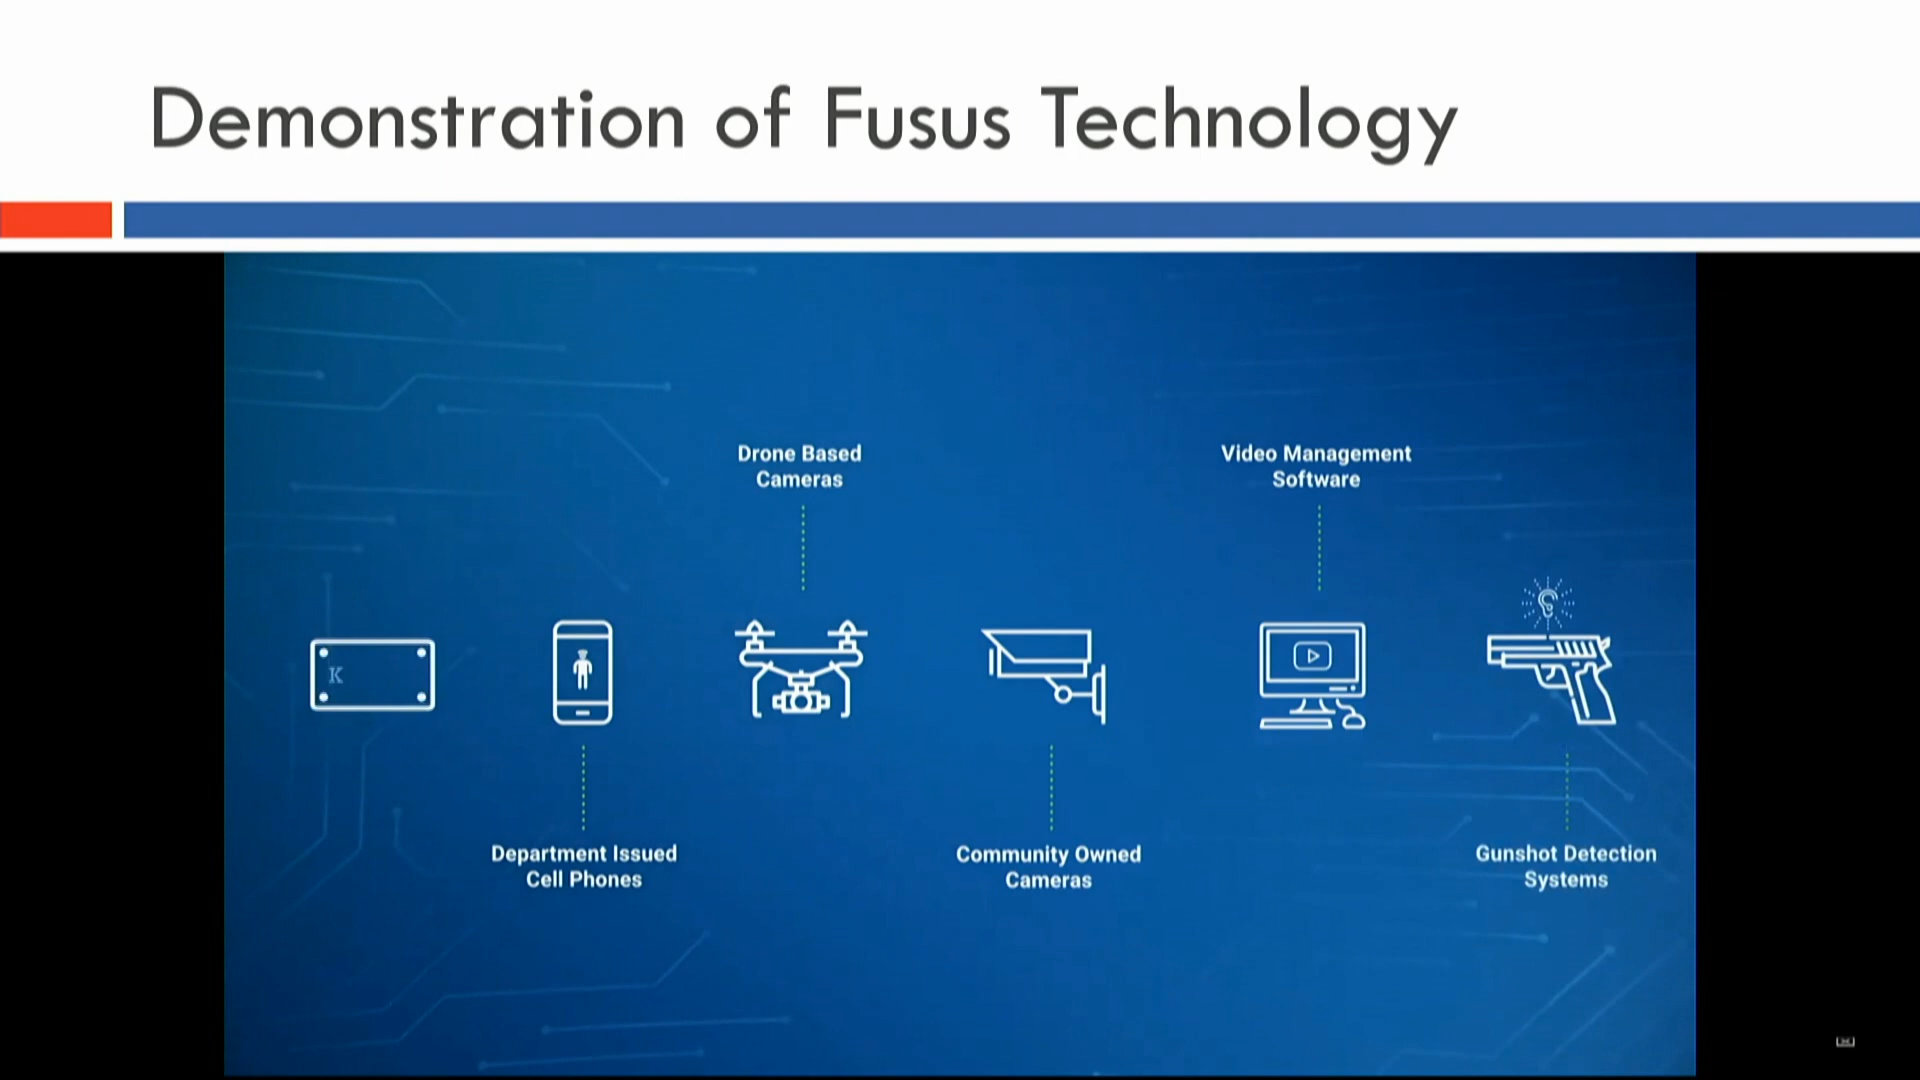 Demonstration of Fusus Technology
Drone Based
Cameras
Video Management
Software
K
Department Issued
Cell Phones
Community Owned
Cameras
Gunshot Detection
Systems